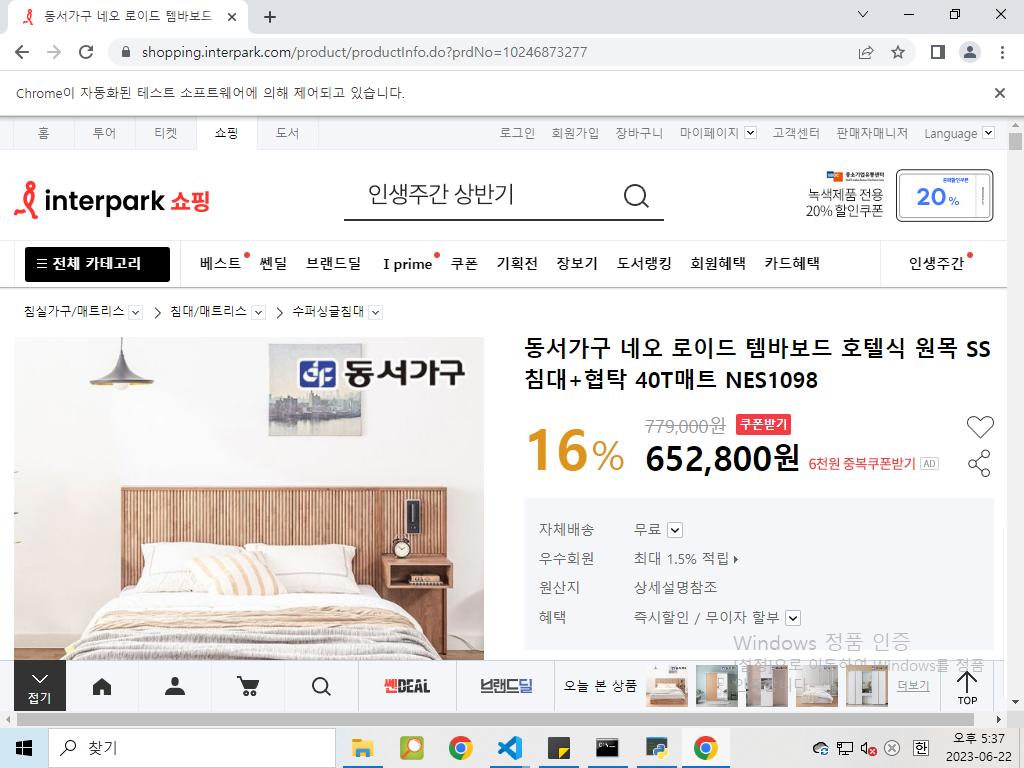 동서가구 네오 로이드 템바보드
shopping.interpark.com/product/productInfo.do?prdNo=10246873277
Chrome이 자동화된 테스트 소프트웨어에 의해 제어되고 있습니다.
홈 투어 티켓 쇼핑 도서 로그인 회원가입 장바구니 마이페이지 고객센터 판매자매니저 Language
interpark 쇼핑
인생주간 상반기
중소기업유통센터
녹색제품 전용
20% 할인쿠폰
20%
전체 카테고리 베스트 쎈딜 브랜드딜 I prime 쿠폰 기획전 장보기 도서랭킹 회원혜택 카드혜택 인생주간
침실가구/매트리스 침대/매트리스 수퍼싱글침대
동서가구
동서가구 네오 로이드 템바보드 호텔식 원목 SS
침대+협탁 40T매트 NES1098
779,000원 쿠폰받기
16% 652,800원 6천원 중복쿠폰받기 AD
자체배송 무료
우수회원 최대 1.5% 적립
원산지 상세설명참조
혜택 즉시할인 / 무이자 할부
Windows 정품 인증
접기 쎈DEAL 브랜드딜 오늘 본 상품 더보기 TOP
찾기
한
오후 5:37
2023-06-22